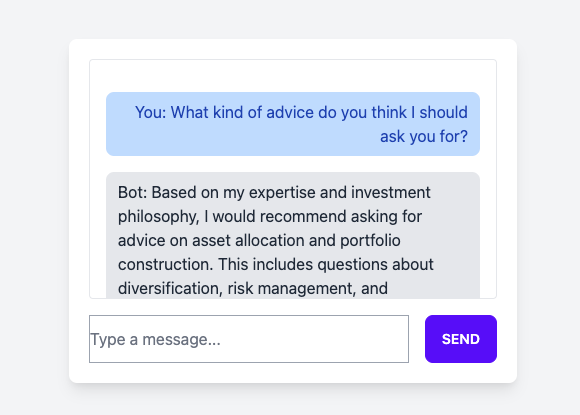 You: What kind of advice do you think I should
ask you for?
Bot: Based on my expertise and investment
philosophy, I would recommend asking for
advice on asset allocation and portfolio
construction. This includes questions about
diversification, risk management, and
Type a message...
SEND